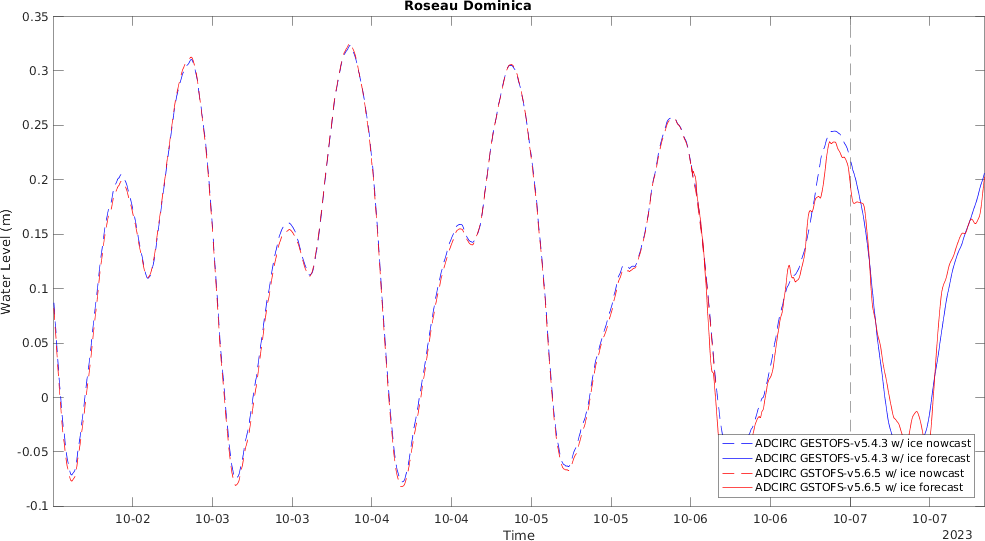 Roseau Dominica
0.35
0.3
0.25
0.2
0.15
0.1
0.05
0
-0.05
-0.1
Water Level (m)
ADCIRC GESTOFS-v5.4.3 w/ ice nowcast
ADCIRC GESTOFS-v5.4.3 w/ ice forecast
ADCIRC GSTOFS-v5.6.5 w/ ice nowcast
ADCIRC GSTOFS-v5.6.5 w/ ice forecast
10-02 10-03 10-03 10-04 10-04 10-05 10-05 10-06 10-06 10-07 10-07
Time
2023